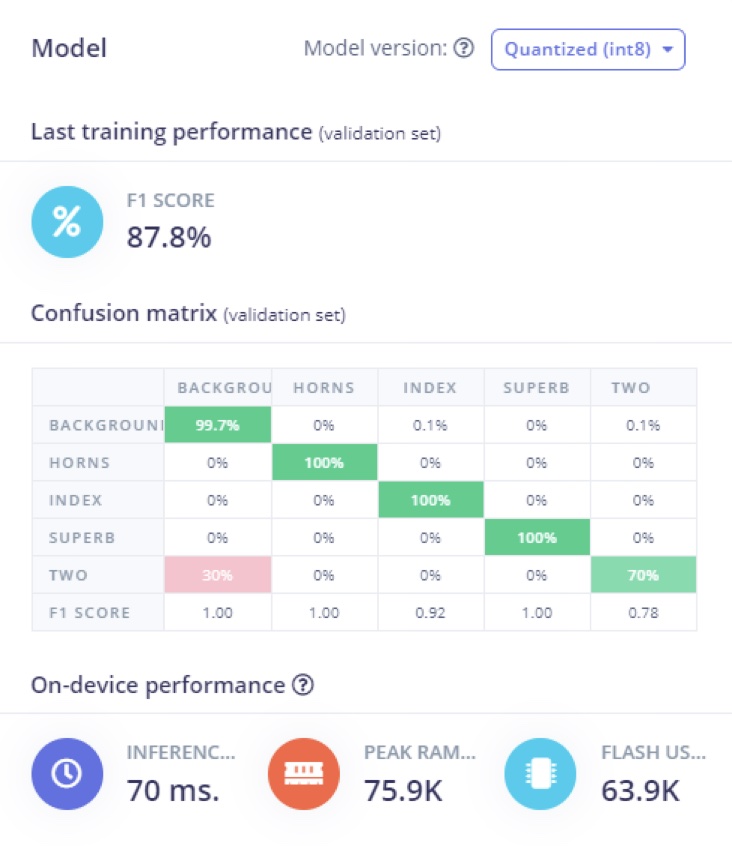 Model
Model version: Quantized (int8)
Last training performance (validation set)
%
F1 SCORE
87.8%
Confusion matrix (validation set)
BACKGROU HORNS INDEX SUPERB TWO
BACKGROUN 99.7% 0% 0.1% 0% 0.1%
HORNS 0% 100% 0% 0% 0%
INDEX 0% 0% 100% 0% 0%
SUPERB 0% 0% 0% 100% 0%
TWO 30% 0% 0% 0% 70%
F1 SCORE 1.00 1.00 0.92 1.00 0.78
On-device performance
INFERENC... PEAK RAM... FLASH US...
70 ms. 75.9K 63.9K